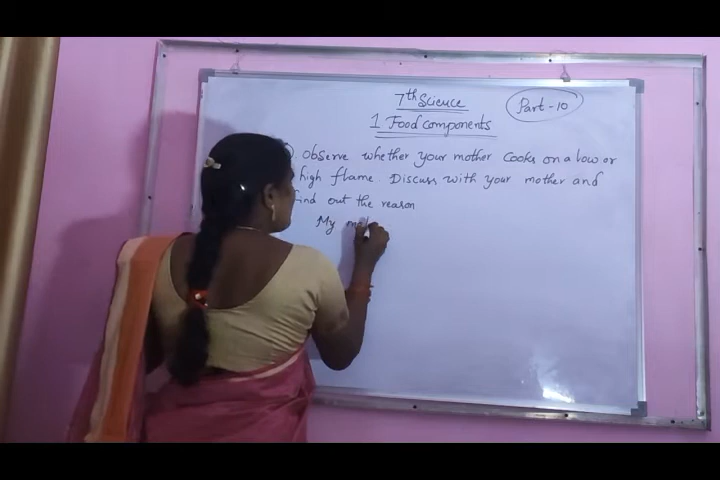 7th Science
Part - 10
1 Food components
Observe whether your mother cooks on a low or
high flame. Discuss with your mother and
find out the reason
My